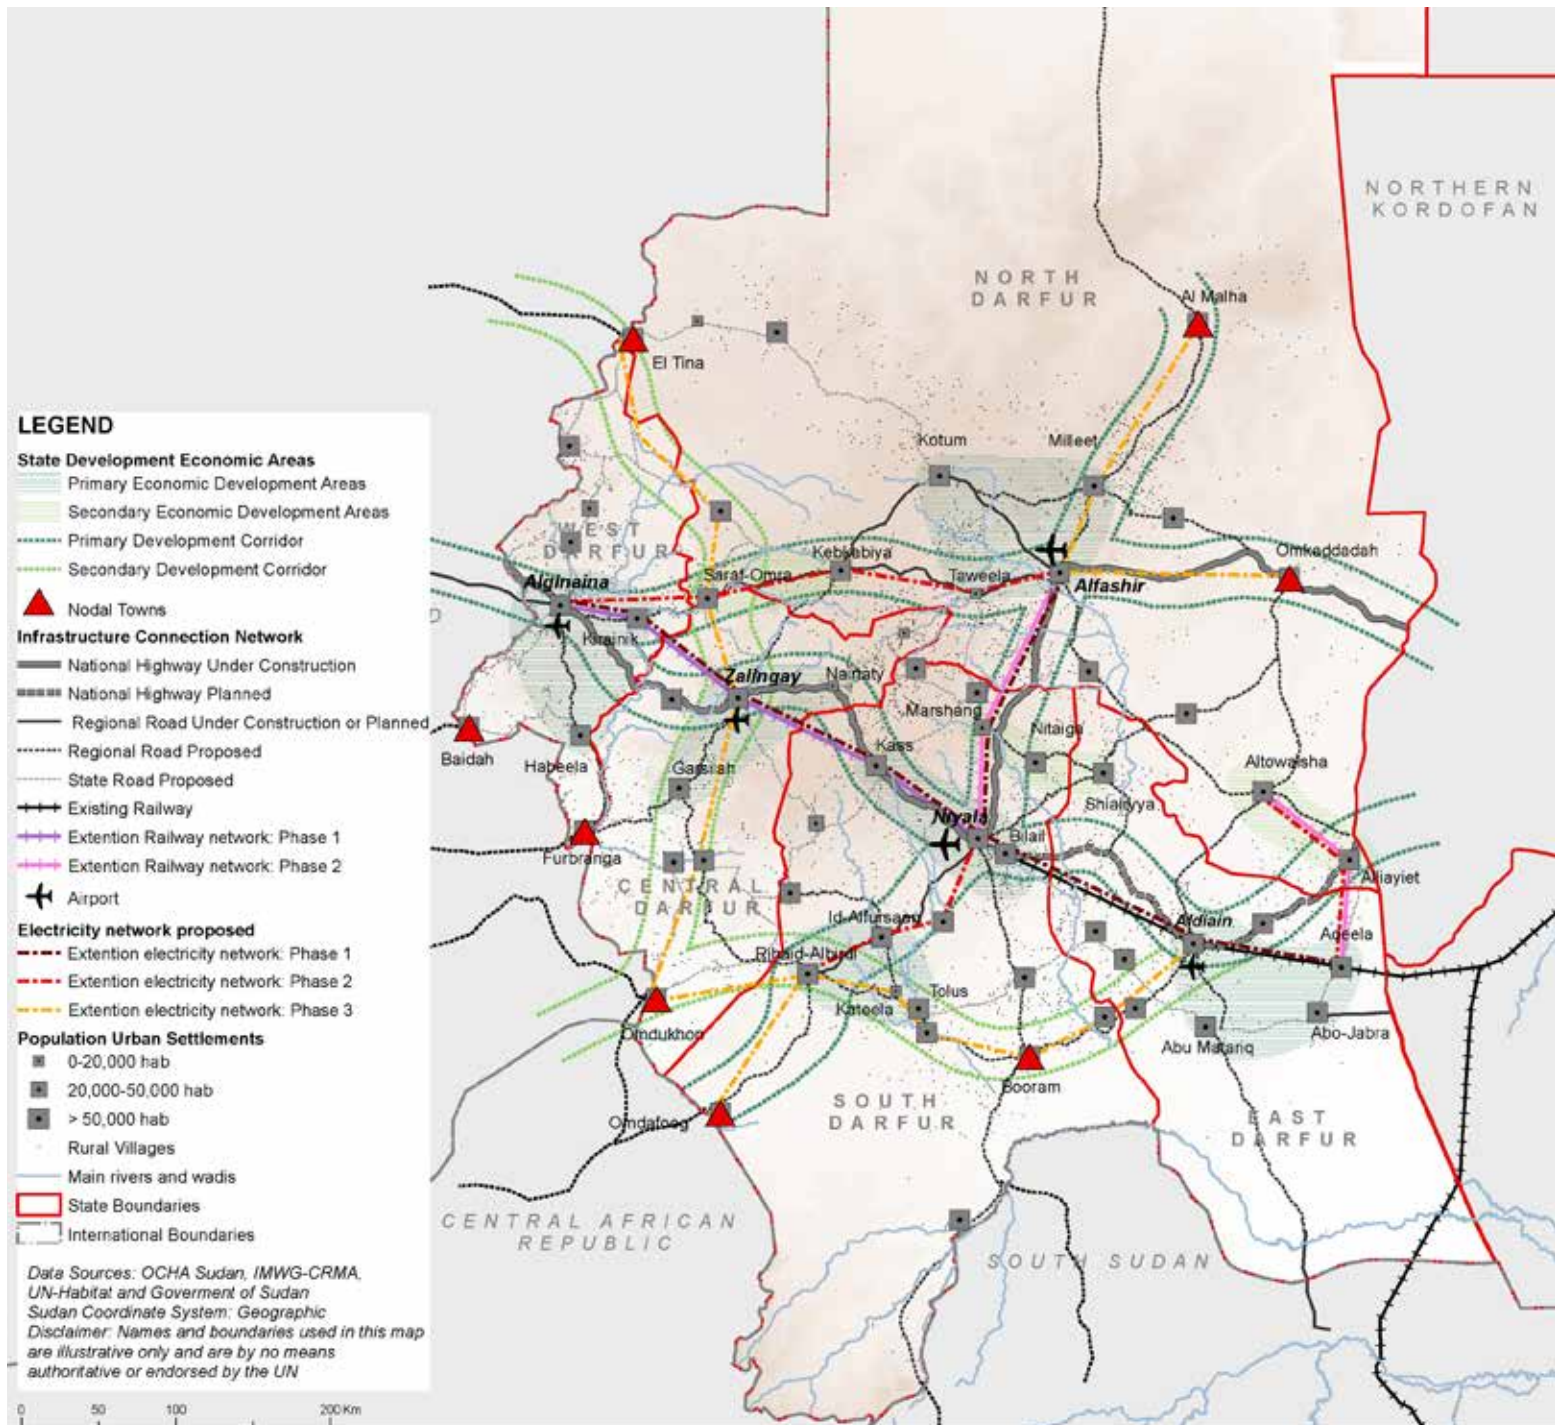 NORTHERN
KORDOFAN
NORTH
DARFUR
Al Malha
El Tina
Kotum
Milleet
WEST
DARFUR
Kebkabiya
Omkaddadah
Alginaina
Saraf-Omra
Taweela
Alfashir
Kirainik
Zalingay
Marshang
Nitaiga
Baidah
Habeela
Garsilah
Kass
Altowaisha
Shiairiyya
Niyala
Bilail
Furbranga
CENTRAL
DARFUR
Alliayiet
Id-Alfursaan
Aldiain
Adeela
Rihaid-Albirdi
Omdukhon
Kateela
Tolus
Abu Matariq
Abo-Jabra
Omdafoog
Booram
SOUTH
DARFUR
EAST
DARFUR
CENTRAL AFRICAN
REPUBLIC
SOUTH SUDAN
LEGEND
State Development Economic Areas
Primary Economic Development Areas
Secondary Economic Development Areas
Primary Development Corridor
Secondary Development Corridor
Nodal Towns
Infrastructure Connection Network
National Highway Under Construction
National Highway Planned
Regional Road Under Construction or Planned
Regional Road Proposed
State Road Proposed
Existing Railway
Extention Railway network: Phase 1
Extention Railway network: Phase 2
Airport
Electricity network proposed
Extention electricity network: Phase 1
Extention electricity network: Phase 2
Extention electricity network: Phase 3
Population Urban Settlements
0-20,000 hab
20,000-50,000 hab
> 50,000 hab
Rural Villages
Main rivers and wadis
State Boundaries
International Boundaries
Data Sources: OCHA Sudan, IMWG-CRMA,
UN-Habitat and Goverment of Sudan
Sudan Coordinate System: Geographic
Disclaimer: Names and boundaries used in this map
are illustrative only and are by no means
authoritative or endorsed by the UN
0 50 100 200 Km